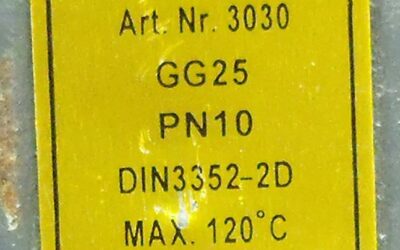 Art. Nr. 3030
GG25
PN10
DIN3352-2D
MAX. 120°C